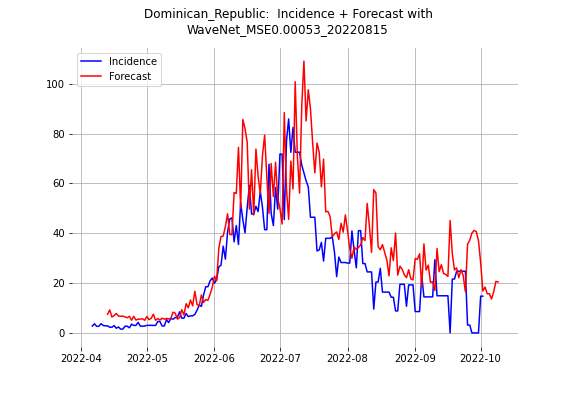 Dominican_Republic:  Incidence + Forecast with
WaveNet_MSE0.00053_20220815
Incidence
Forecast
100
80
60
40
20
0
2022-04 2022-05 2022-06 2022-07 2022-08 2022-09 2022-10